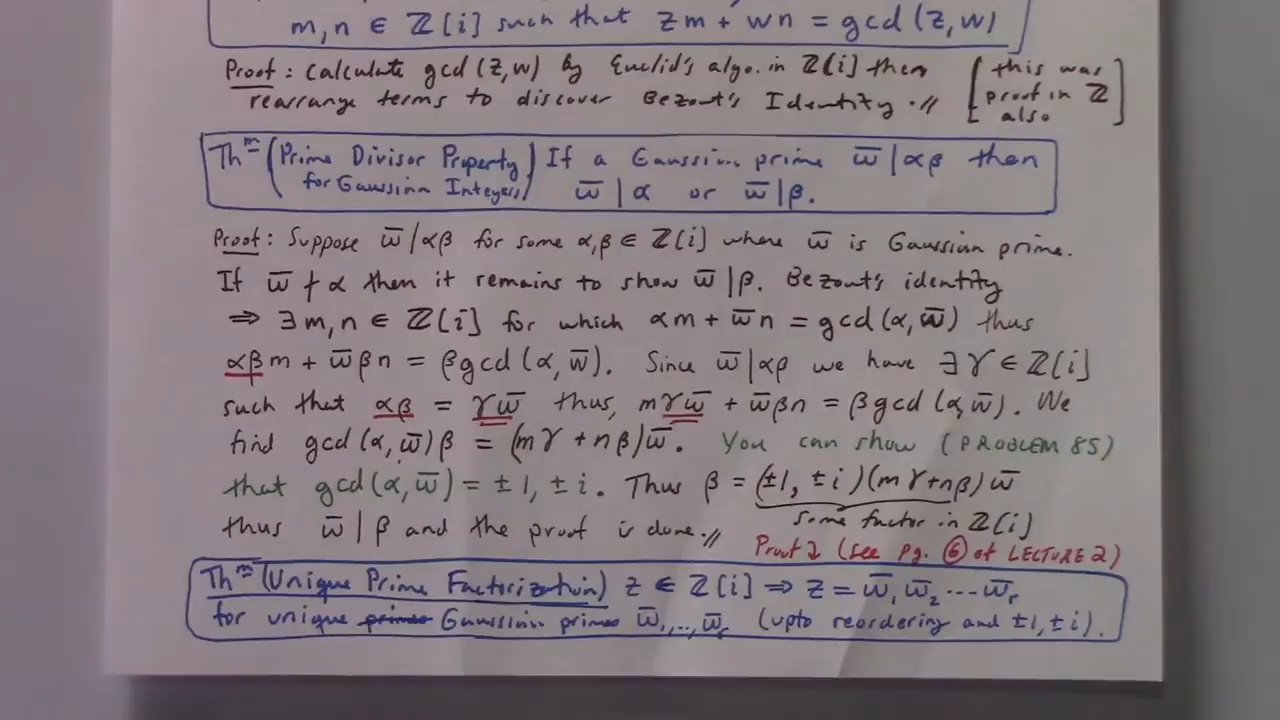 m, n ∈ ℤ[i] such that zm + wn = gcd(z, w)
Proof: Calculate gcd(z,w) by Euclid's algo. in ℤ[i] then [this was
rearrange terms to discover Bezout's Identity.// proof in ℤ
also]
Thᵐ (Prime Divisor Property If a Gaussian prime ϖ | αβ then
for Gaussian Integers) ϖ | α or ϖ | β.
Proof: Suppose ϖ | αβ for some α, β ∈ ℤ[i] where ϖ is Gaussian prime.
If ϖ ∤ α then it remains to show ϖ | β. Bezout's identity
⇒ ∃ m, n ∈ ℤ[i] for which αm + ϖn = gcd(α, ϖ) thus
αβm + ϖβn = β gcd(α, ϖ). Since ϖ | αβ we have ∃ γ ∈ ℤ[i]
such that αβ = γϖ thus, mγϖ + ϖβn = β gcd(α, ϖ). We
find gcd(α, ϖ)β = (mγ + nβ)ϖ. You can show (PROBLEM 85)
that gcd(α, ϖ) = ±1, ±i. Thus β = (±1, ±i)(mγ + nβ)ϖ
thus ϖ | β and the proof is done.// some factor in ℤ[i]
Proof 2 (see pg. ⑥ of LECTURE 2)
Thᵐ (Unique Prime Factorization) z ∈ ℤ[i] ⇒ z = ϖ₁ϖ₂⋯ϖᵣ
for unique primes Gaussian primes ϖ₁,..,ϖᵣ (upto reordering and ±1, ±i).